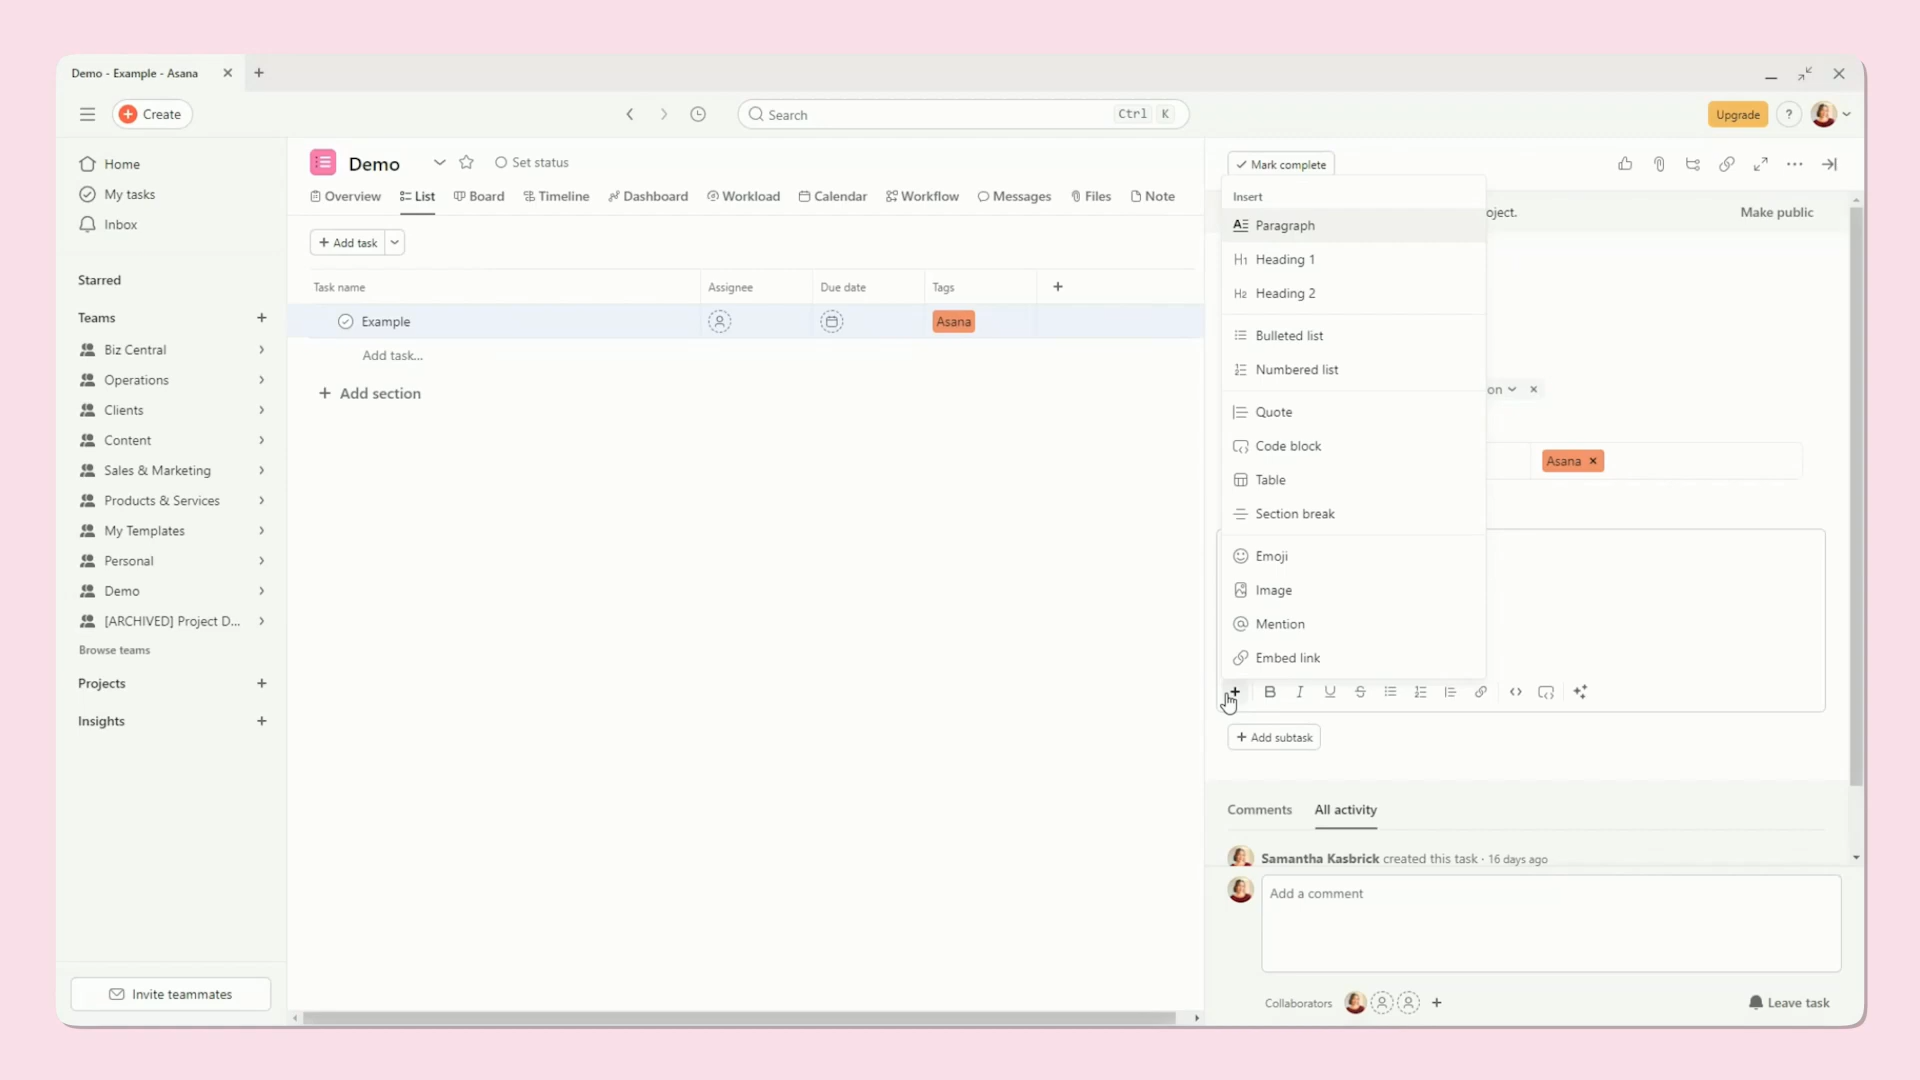 Demo - Example - Asana
Create
Search
Ctrl K
Upgrade
?
Home
My tasks
Inbox
Starred
Teams
Biz Central
Operations
Clients
Content
Sales & Marketing
Products & Services
My Templates
Personal
Demo
[ARCHIVED] Project D...
Browse teams
Projects
Insights
Invite teammates
Demo
Set status
Overview List Board Timeline Dashboard Workload Calendar Workflow Messages Files Note
+ Add task
Task name Assignee Due date Tags
Example Asana
Add task...
+ Add section
Mark complete
oject. Make public
Insert
Paragraph
H1 Heading 1
H2 Heading 2
Bulleted list
Numbered list
on
Quote
Code block
Asana
Table
Section break
Emoji
Image
Mention
Embed link
B I U S
+ Add subtask
Comments All activity
Samantha Kasbrick created this task · 16 days ago
Add a comment
Collaborators
Leave task